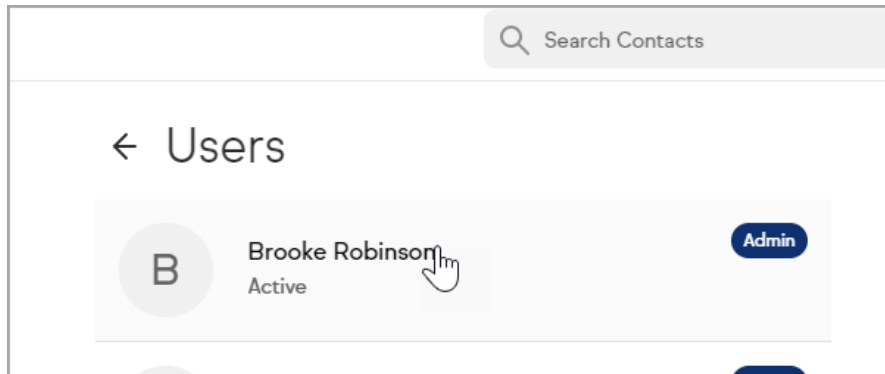 Search Contacts
Users
B
Brooke Robinson
Admin
Active